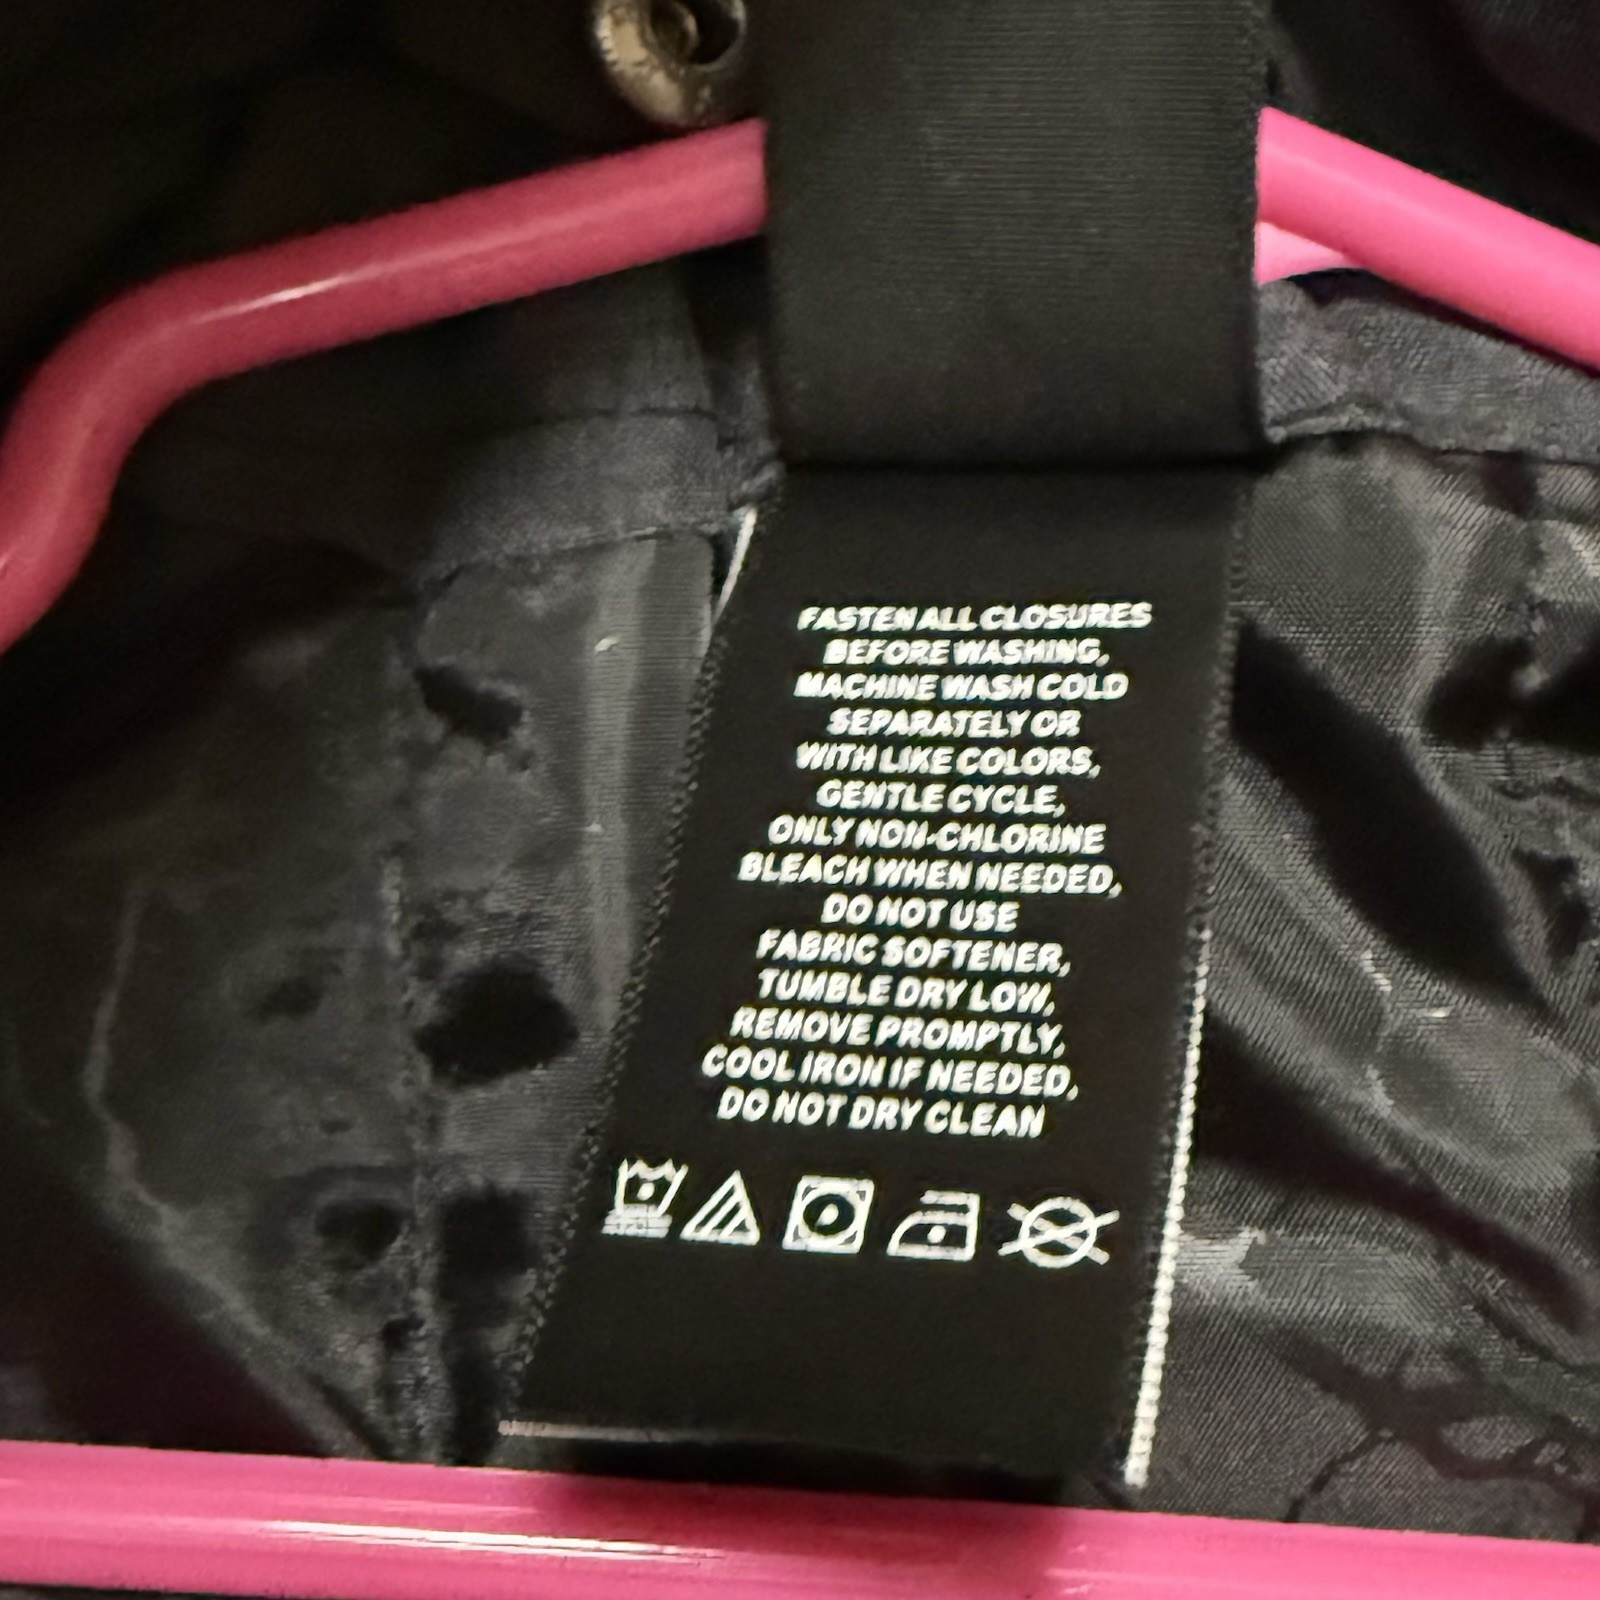 FASTEN ALL CLOSURES
BEFORE WASHING,
MACHINE WASH COLD
SEPARATELY OR
WITH LIKE COLORS,
GENTLE CYCLE,
ONLY NON-CHLORINE
BLEACH WHEN NEEDED,
DO NOT USE
FABRIC SOFTENER,
TUMBLE DRY LOW,
REMOVE PROMPTLY,
COOL IRON IF NEEDED,
DO NOT DRY CLEAN